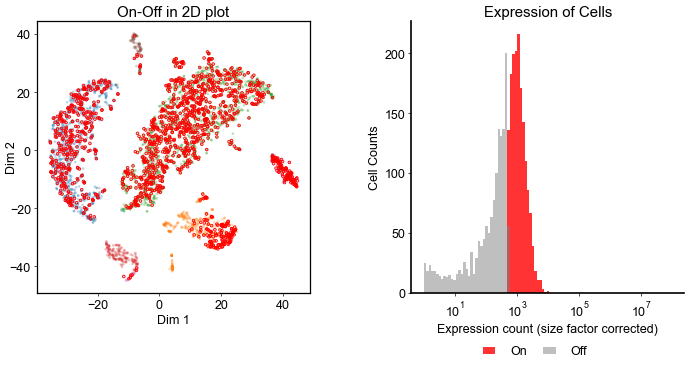 On-Off in 2D plot
40
20
0
−20
−40
Dim 2
−20 0 20 40
Dim 1
Expression of Cells
200
150
100
50
0
Cell Counts
10^1 10^3 10^5 10^7
Expression count (size factor corrected)
On Off